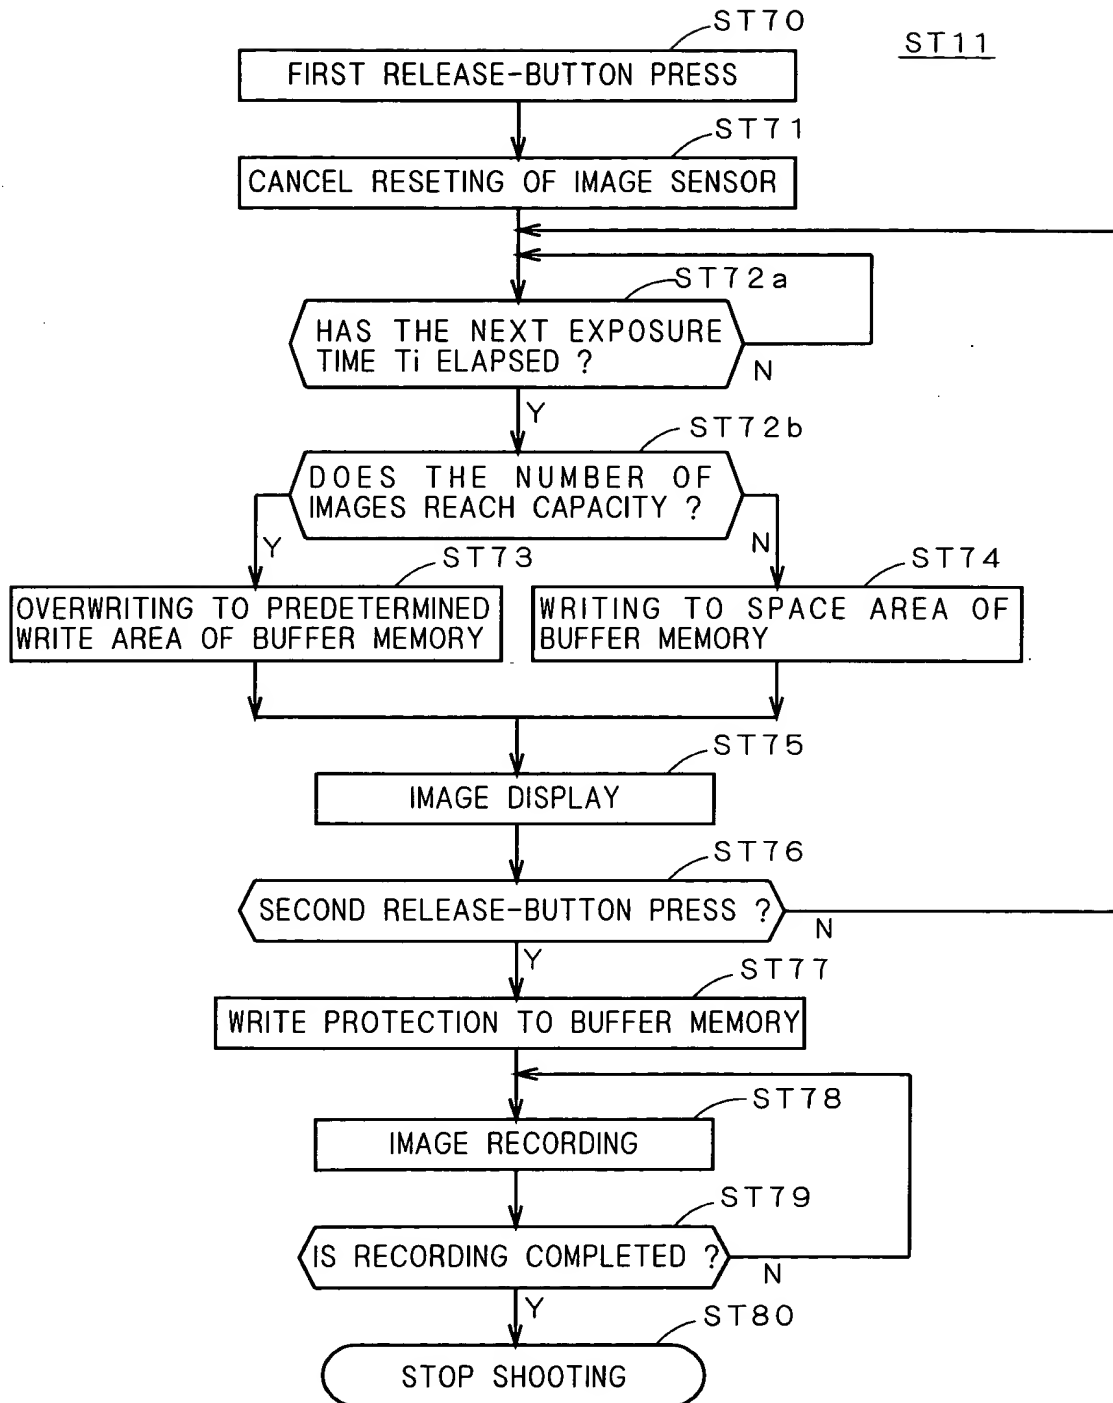 ST70
ST11
FIRST RELEASE-BUTTON PRESS
ST71
CANCEL RESETING OF IMAGE SENSOR
ST72a
HAS THE NEXT EXPOSURE
TIME Ti ELAPSED ?
N
Y
ST72b
DOES THE NUMBER OF
IMAGES REACH CAPACITY ?
Y
N
ST73
ST74
OVERWRITING TO PREDETERMINED
WRITE AREA OF BUFFER MEMORY
WRITING TO SPACE AREA OF
BUFFER MEMORY
ST75
IMAGE DISPLAY
ST76
SECOND RELEASE-BUTTON PRESS ?
N
Y
ST77
WRITE PROTECTION TO BUFFER MEMORY
ST78
IMAGE RECORDING
ST79
IS RECORDING COMPLETED ?
N
Y
ST80
STOP SHOOTING